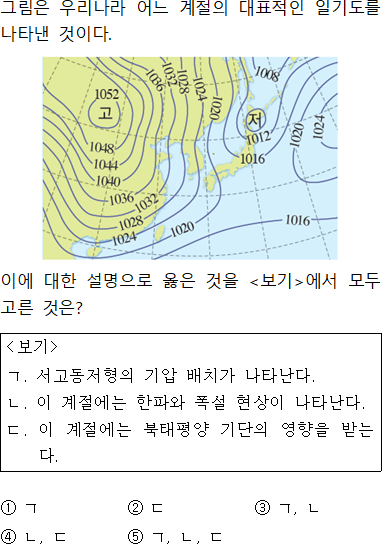 그림은 우리나라 어느 계절의 대표적인 일기도를
나타낸 것이다.
1052
고
1048
1044
1040
1036
1032
1028
1024
1020
1036
1032
1028
1024
1020
1008
저
1012
1016
1020
1024
1016
이에 대한 설명으로 옳은 것을 <보기>에서 모두
고른 것은?
<보기>
ㄱ. 서고동저형의 기압 배치가 나타난다.
ㄴ. 이 계절에는 한파와 폭설 현상이 나타난다.
ㄷ. 이 계절에는 북태평양 기단의 영향을 받는
다.
① ㄱ ② ㄷ ③ ㄱ, ㄴ
④ ㄴ, ㄷ ⑤ ㄱ, ㄴ, ㄷ